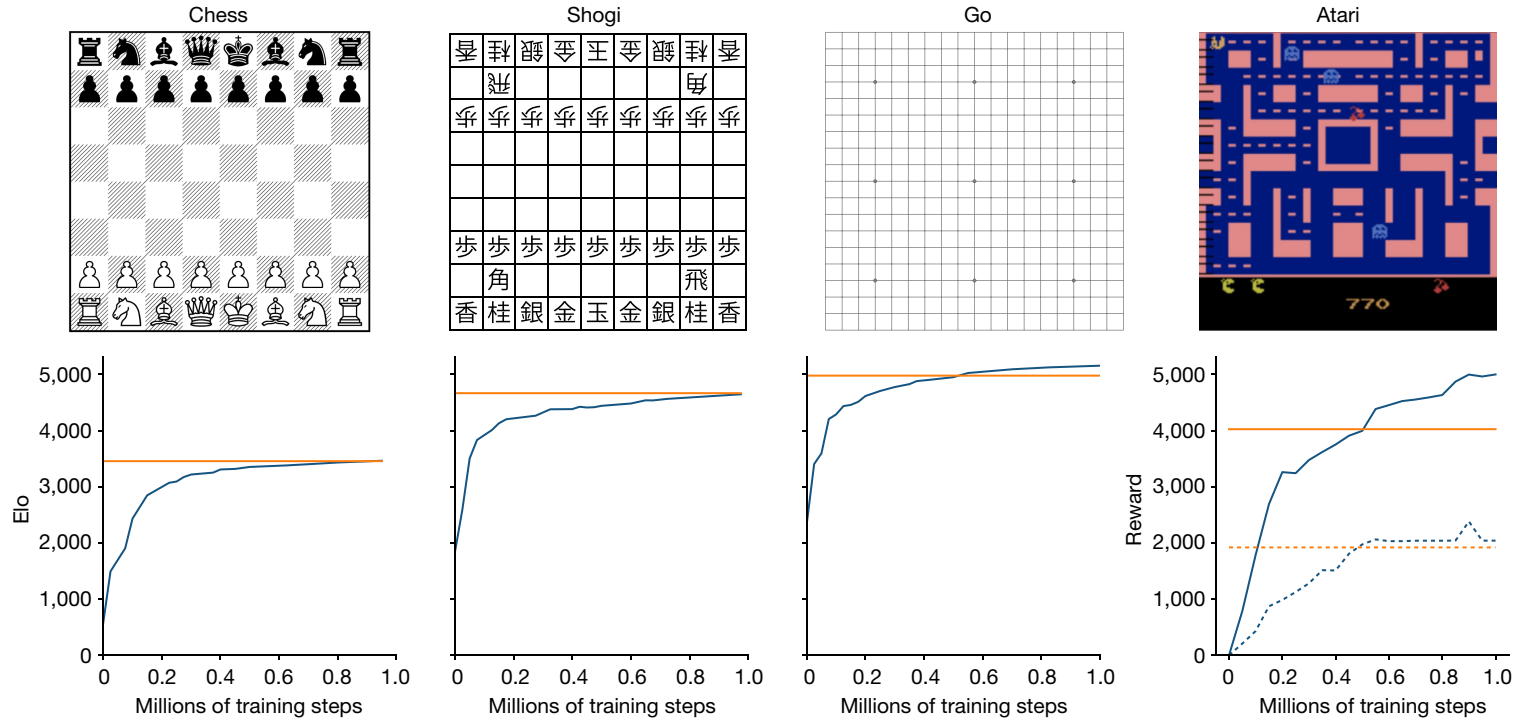 Chess
Shogi
Go
Atari
香 桂 銀 金 王 金 銀 桂 香
飛 角
歩 歩 歩 歩 歩 歩 歩 歩 歩
歩 歩 歩 歩 歩 歩 歩 歩 歩
角 飛
香 桂 銀 金 玉 金 銀 桂 香
770
Elo
5,000
4,000
3,000
2,000
1,000
0
0 0.2 0.4 0.6 0.8 1.0
Millions of training steps
0 0.2 0.4 0.6 0.8 1.0
Millions of training steps
0 0.2 0.4 0.6 0.8 1.0
Millions of training steps
Reward
5,000
4,000
3,000
2,000
1,000
0
0 0.2 0.4 0.6 0.8 1.0
Millions of training steps